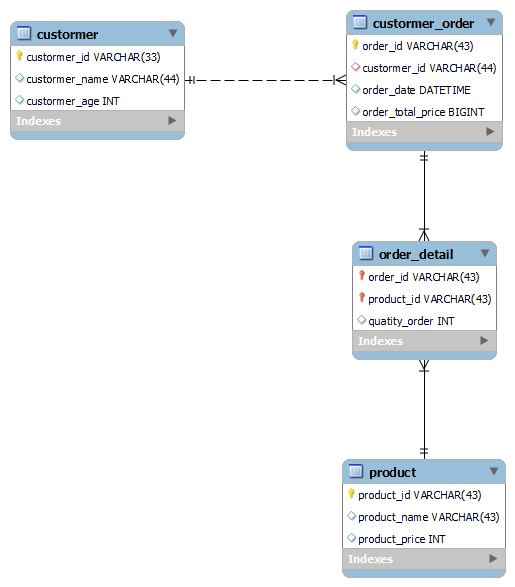 custormer
custormer_id VARCHAR(33)
custormer_name VARCHAR(44)
custormer_age INT
Indexes
custormer_order
order_id VARCHAR(43)
custormer_id VARCHAR(44)
order_date DATETIME
order_total_price BIGINT
Indexes
order_detail
order_id VARCHAR(43)
product_id VARCHAR(43)
quatity_order INT
Indexes
product
product_id VARCHAR(43)
product_name VARCHAR(43)
product_price INT
Indexes